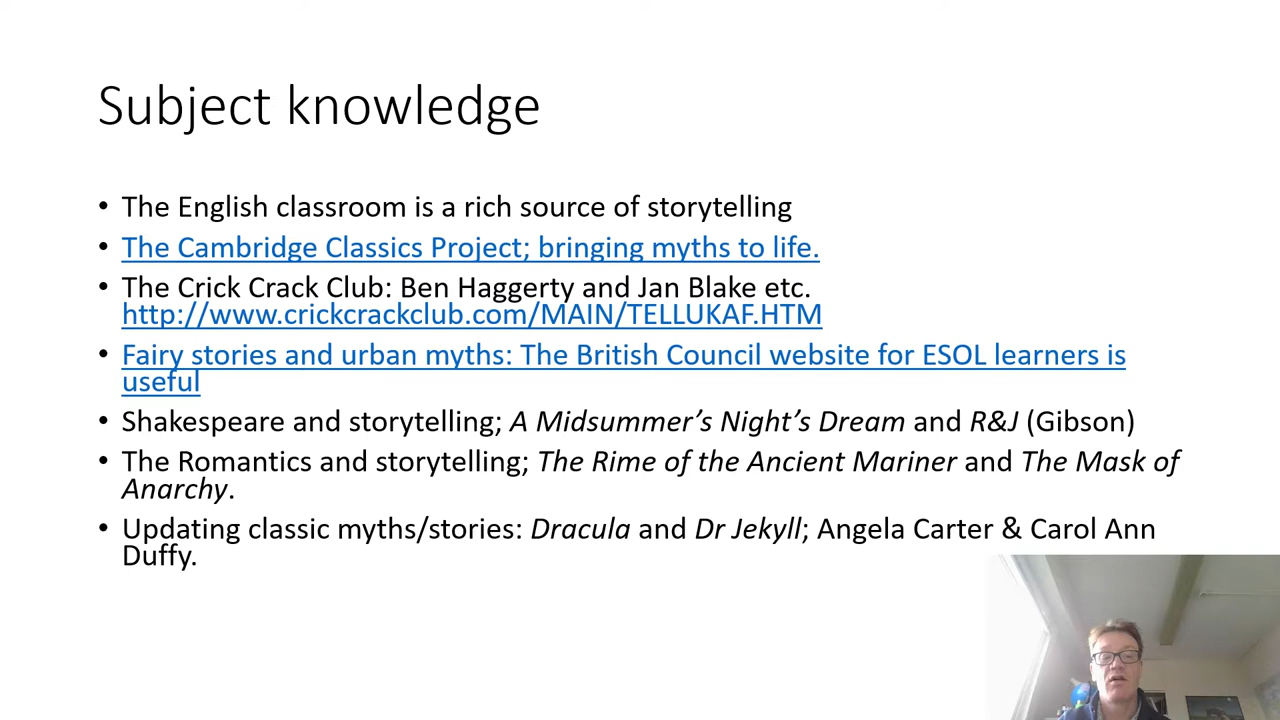 Subject knowledge
• The English classroom is a rich source of storytelling
• The Cambridge Classics Project; bringing myths to life.
• The Crick Crack Club: Ben Haggerty and Jan Blake etc.
http://www.crickcrackclub.com/MAIN/TELLUKAF.HTM
• Fairy stories and urban myths: The British Council website for ESOL learners is
useful
• Shakespeare and storytelling; A Midsummer’s Night’s Dream and R&J (Gibson)
• The Romantics and storytelling; The Rime of the Ancient Mariner and The Mask of
Anarchy.
• Updating classic myths/stories: Dracula and Dr Jekyll; Angela Carter & Carol Ann
Duffy.